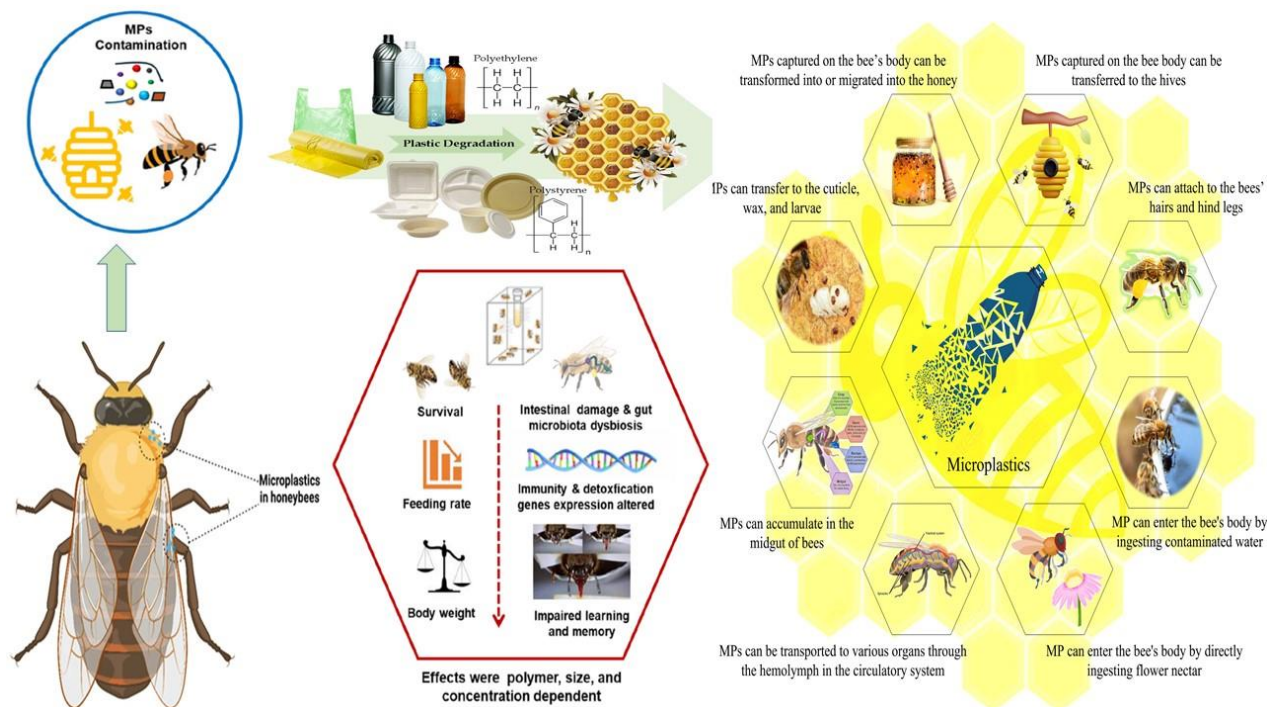 MPs
Contamination
Polyethylene
H H
C C
H H
n
Plastic Degradation
Polystyrene
H
C C
H H
n
Microplastics
in honeybees
Survival
Feeding rate
Body weight
Intestinal damage & gut
microbiota dysbiosis
Immunity & detoxfication
genes expression altered
Impaired learning
and memory
Effects were polymer, size, and
concentration dependent
MP captured on the bee's body can be
transformed into or migrated into the honey
MPs captured on the bee body can be
transferred to the hives
IPs can transfer to the cuticle,
wax, and larvae
MPs can attach to the bees'
hairs and hind legs
Microplastics
MPs can accumulate in the
midgut of bees
MP can enter the bee's body by
ingesting contaminated water
MPs can be transported to various organs through
the hemolymph in the circulatory system
MP can enter the bee's body by directly
ingesting flower nectar